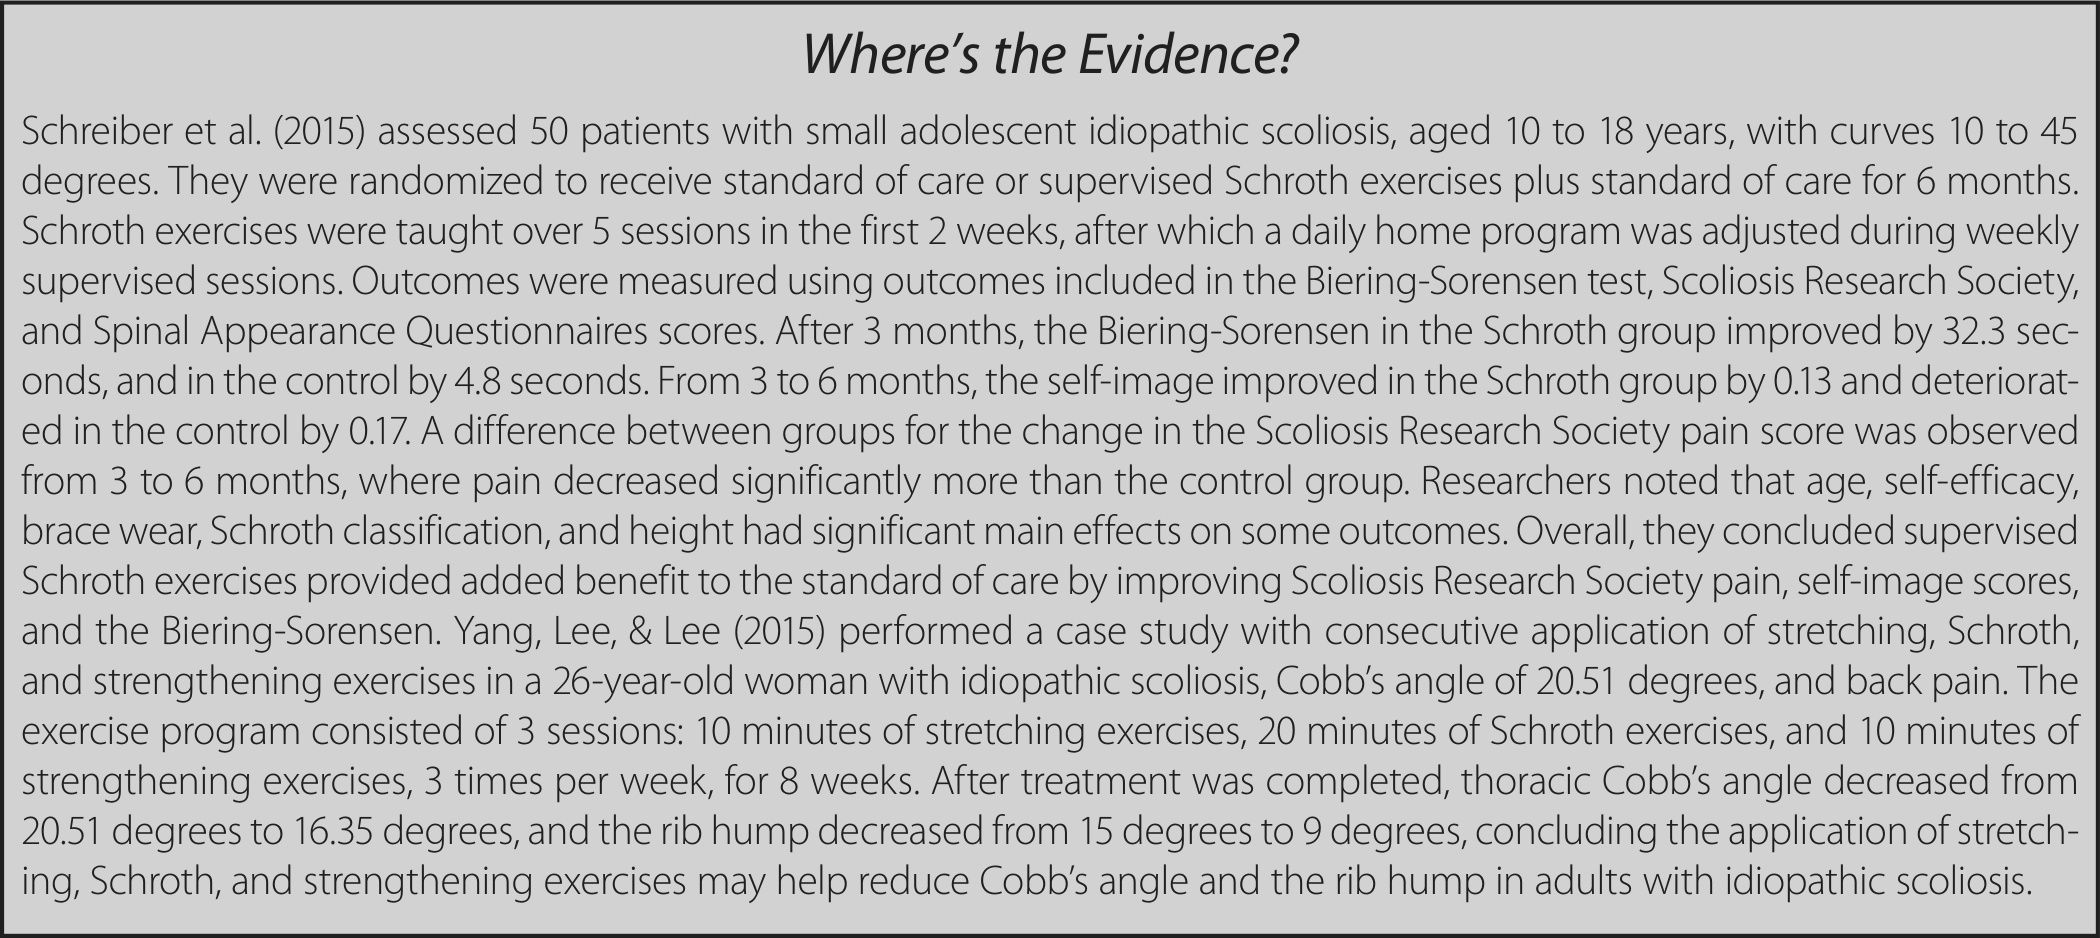 Where’s the Evidence?
Schreiber et al. (2015) assessed 50 patients with small adolescent idiopathic scoliosis, aged 10 to 18 years, with curves 10 to 45
degrees. They were randomized to receive standard of care or supervised Schroth exercises plus standard of care for 6 months.
Schroth exercises were taught over 5 sessions in the first 2 weeks, after which a daily home program was adjusted during weekly
supervised sessions. Outcomes were measured using outcomes included in the Biering-Sorensen test, Scoliosis Research Society,
and Spinal Appearance Questionnaires scores. After 3 months, the Biering-Sorensen in the Schroth group improved by 32.3 sec-
onds, and in the control by 4.8 seconds. From 3 to 6 months, the self-image improved in the Schroth group by 0.13 and deteriorat-
ed in the control by 0.17. A difference between groups for the change in the Scoliosis Research Society pain score was observed
from 3 to 6 months, where pain decreased significantly more than the control group. Researchers noted that age, self-efficacy,
brace wear, Schroth classification, and height had significant main effects on some outcomes. Overall, they concluded supervised
Schroth exercises provided added benefit to the standard of care by improving Scoliosis Research Society pain, self-image scores,
and the Biering-Sorensen. Yang, Lee, & Lee (2015) performed a case study with consecutive application of stretching, Schroth,
and strengthening exercises in a 26-year-old woman with idiopathic scoliosis, Cobb’s angle of 20.51 degrees, and back pain. The
exercise program consisted of 3 sessions: 10 minutes of stretching exercises, 20 minutes of Schroth exercises, and 10 minutes of
strengthening exercises, 3 times per week, for 8 weeks. After treatment was completed, thoracic Cobb’s angle decreased from
20.51 degrees to 16.35 degrees, and the rib hump decreased from 15 degrees to 9 degrees, concluding the application of stretch-
ing, Schroth, and strengthening exercises may help reduce Cobb’s angle and the rib hump in adults with idiopathic scoliosis.